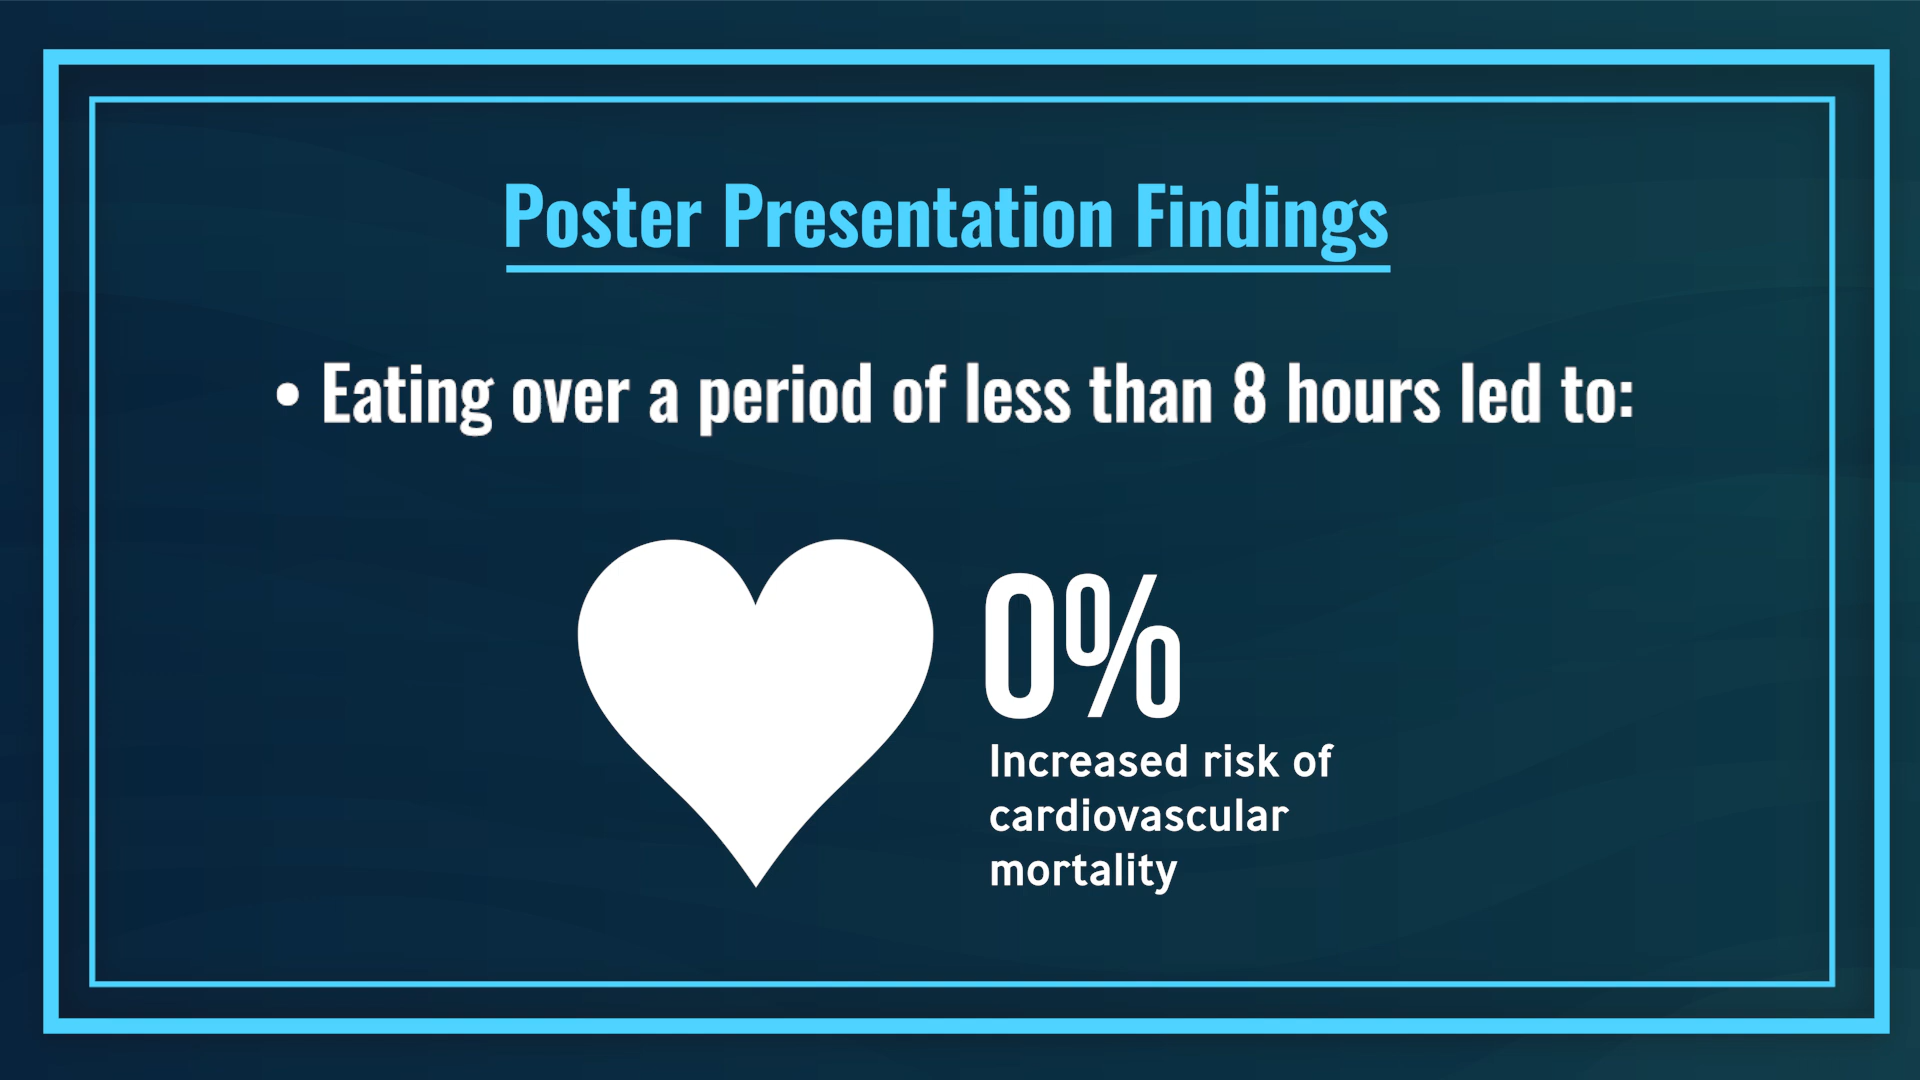 Poster Presentation Findings
• Eating over a period of less than 8 hours led to:
0%
Increased risk of
cardiovascular
mortality